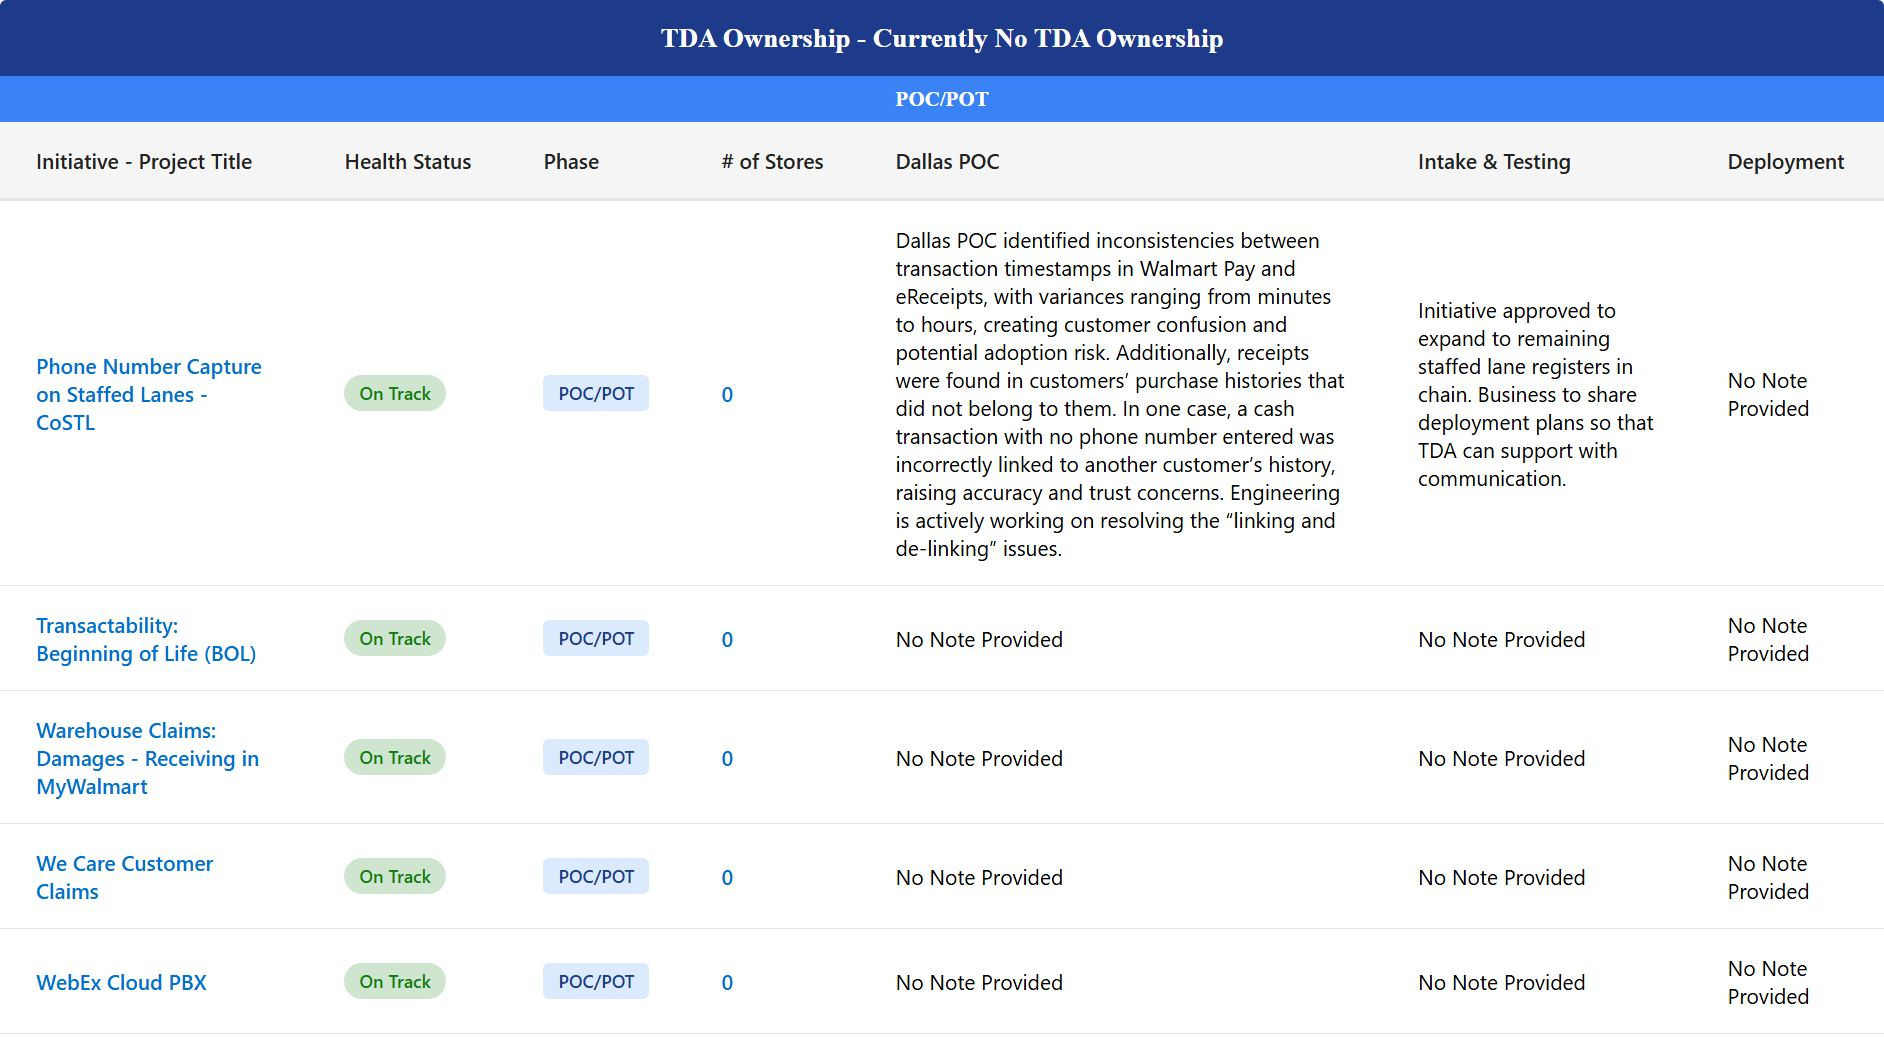 TDA Ownership - Currently No TDA Ownership
POC/POT
Initiative - Project Title Health Status Phase # of Stores Dallas POC Intake & Testing Deployment
Phone Number Capture
on Staffed Lanes -
CoSTL
On Track
POC/POT
0
Dallas POC identified inconsistencies between
transaction timestamps in Walmart Pay and
eReceipts, with variances ranging from minutes
to hours, creating customer confusion and
potential adoption risk. Additionally, receipts
were found in customers’ purchase histories that
did not belong to them. In one case, a cash
transaction with no phone number entered was
incorrectly linked to another customer’s history,
raising accuracy and trust concerns. Engineering
is actively working on resolving the “linking and
de-linking” issues.
Initiative approved to
expand to remaining
staffed lane registers in
chain. Business to share
deployment plans so that
TDA can support with
communication.
No Note
Provided
Transactability:
Beginning of Life (BOL)
On Track
POC/POT
0
No Note Provided
No Note Provided
No Note
Provided
Warehouse Claims:
Damages - Receiving in
MyWalmart
On Track
POC/POT
0
No Note Provided
No Note Provided
No Note
Provided
We Care Customer
Claims
On Track
POC/POT
0
No Note Provided
No Note Provided
No Note
Provided
WebEx Cloud PBX
On Track
POC/POT
0
No Note Provided
No Note Provided
No Note
Provided